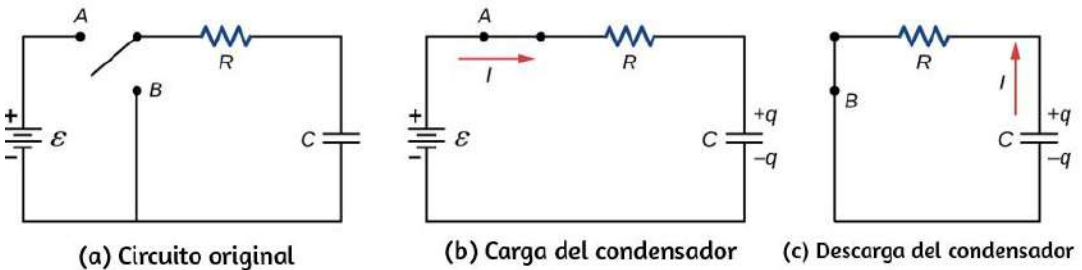 A
R
B
+
ε
−
C
(a) Circuito original
A
I
R
+
ε
−
C
+q
−q
(b) Carga del condensador
R
B
I
C
+q
−q
(c) Descarga del condensador